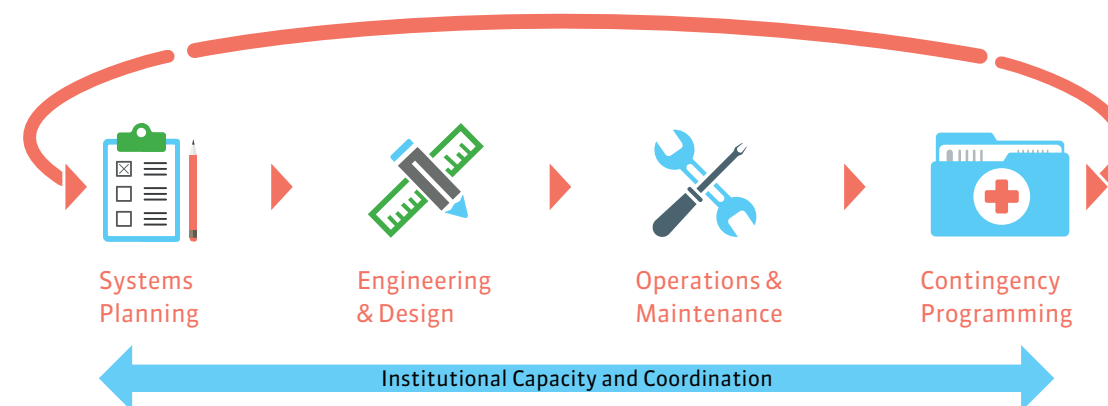 Systems
Planning
Engineering
& Design
Operations &
Maintenance
Contingency
Programming
Institutional Capacity and Coordination